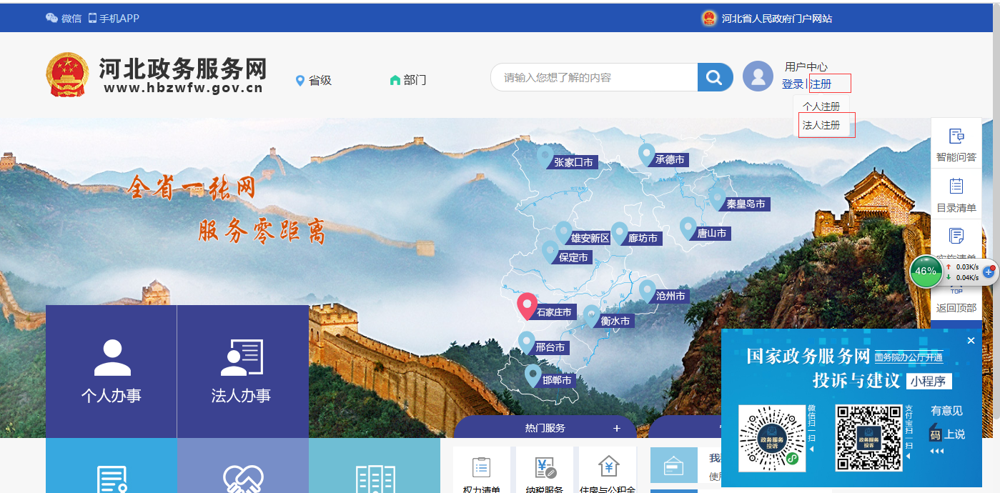 微信 手机APP
河北省人民政府门户网站
河北政务服务网
www.hbzwfw.gov.cn
省级
部门
请输入您想了解的内容
用户中心
登录|注册
个人注册
法人注册
全省一张网
服务零距离
张家口市
承德市
秦皇岛市
雄安新区
廊坊市
唐山市
保定市
沧州市
石家庄市
衡水市
邢台市
邯郸市
智能问答
目录清单
实施清单
46%
0.03K/s
0.04K/s
TOP
返回顶部
个人办事
法人办事
热门服务 +
权力清单
纳税服务
住房与公积金
国家政务服务网 国务院办公厅开通
投诉与建议 小程序
政务服务
投诉
微信扫一扫
政务服务
投诉
支付宝扫一扫
有意见
码上说